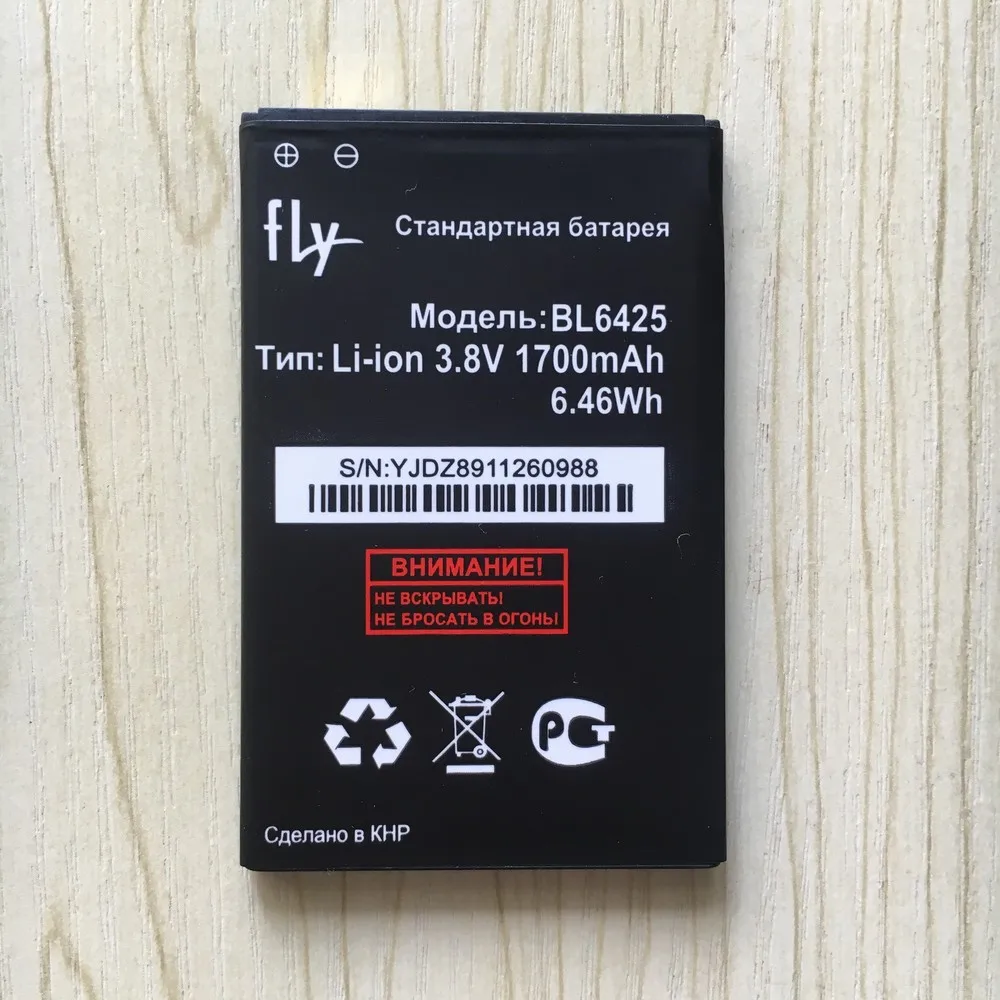 ⊕ ⊖
fly
Стандартная батарея
Модель: BL6425
Тип: Li-ion 3.8V 1700mAh
6.46Wh
S/N:YJDZ8911260988
ВНИМАНИЕ!
НЕ ВСКРЫВАТЬ!
НЕ БРОСАТЬ В ОГОНЬ!
РСТ
Сделано в КНР